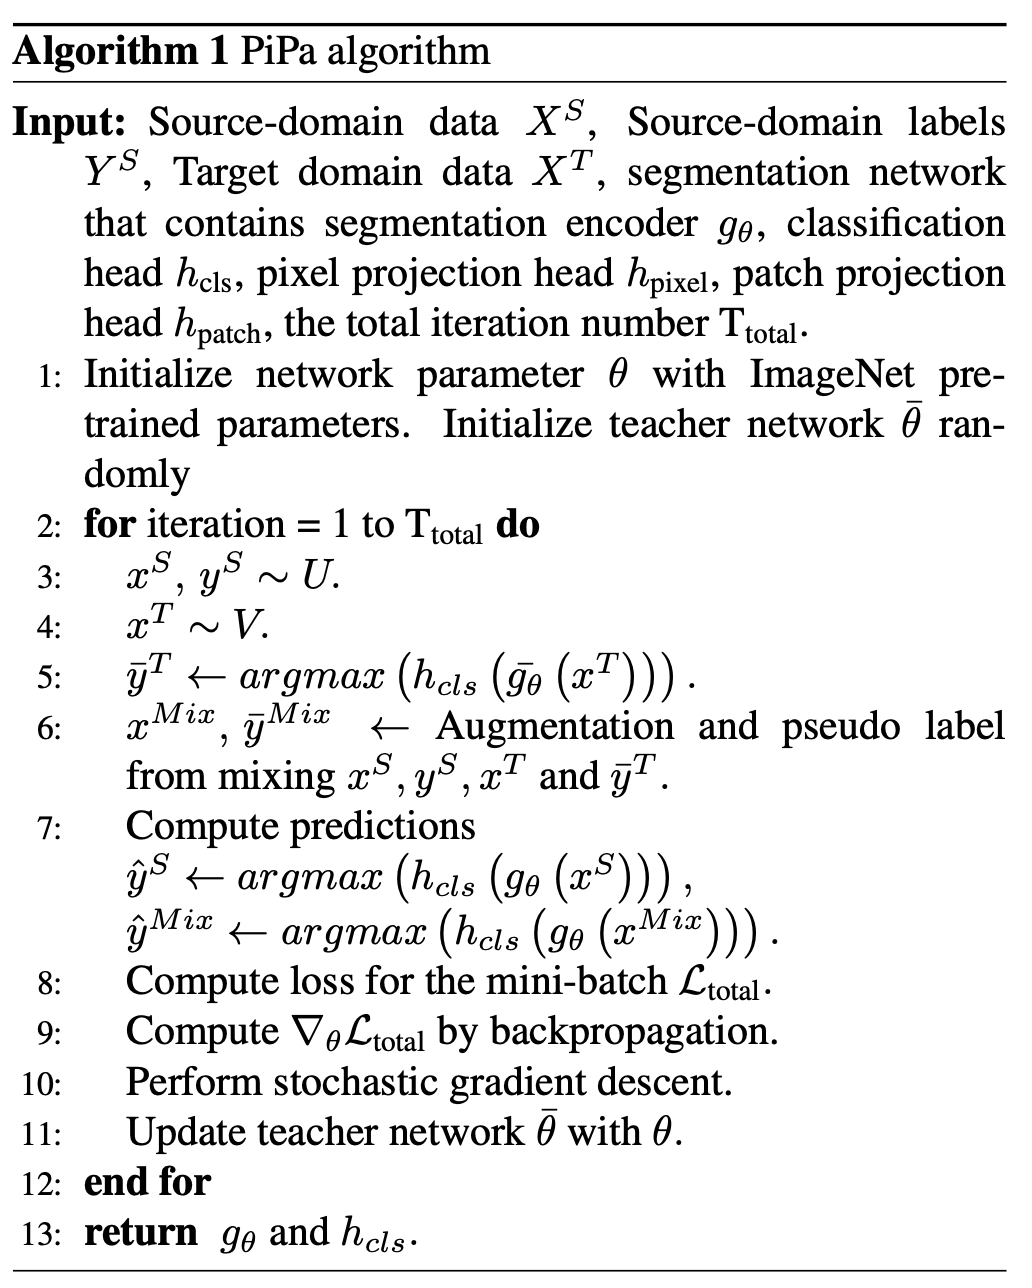 Algorithm 1 PiPa algorithm
Input: Source-domain data $X^S$, Source-domain labels
$Y^S$, Target domain data $X^T$, segmentation network
that contains segmentation encoder $g_\theta$, classification
head $h_{\text{cls}}$, pixel projection head $h_{\text{pixel}}$, patch projection
head $h_{\text{patch}}$, the total iteration number $\text{T}_{\text{total}}$.
1: Initialize network parameter $\theta$ with ImageNet pre-
trained parameters. Initialize teacher network $\bar{\theta}$ ran-
domly
2: for iteration = 1 to $\text{T}_{\text{total}}$ do
3: $x^S, y^S \sim U$.
4: $x^T \sim V$.
5: $\bar{y}^T \leftarrow argmax\left(h_{cls}\left(\bar{g_\theta}\left(x^T\right)\right)\right)$.
6: $x^{Mix}, \bar{y}^{Mix} \leftarrow$ Augmentation and pseudo label
from mixing $x^S, y^S, x^T$ and $\bar{y}^T$.
7: Compute predictions
$\hat{y}^S \leftarrow argmax\left(h_{cls}\left(g_\theta\left(x^S\right)\right)\right)$,
$\hat{y}^{Mix} \leftarrow argmax\left(h_{cls}\left(g_\theta\left(x^{Mix}\right)\right)\right)$.
8: Compute loss for the mini-batch $\mathcal{L}_{\text{total}}$.
9: Compute $\nabla_\theta \mathcal{L}_{\text{total}}$ by backpropagation.
10: Perform stochastic gradient descent.
11: Update teacher network $\bar{\theta}$ with $\theta$.
12: end for
13: return $g_\theta$ and $h_{cls}$.